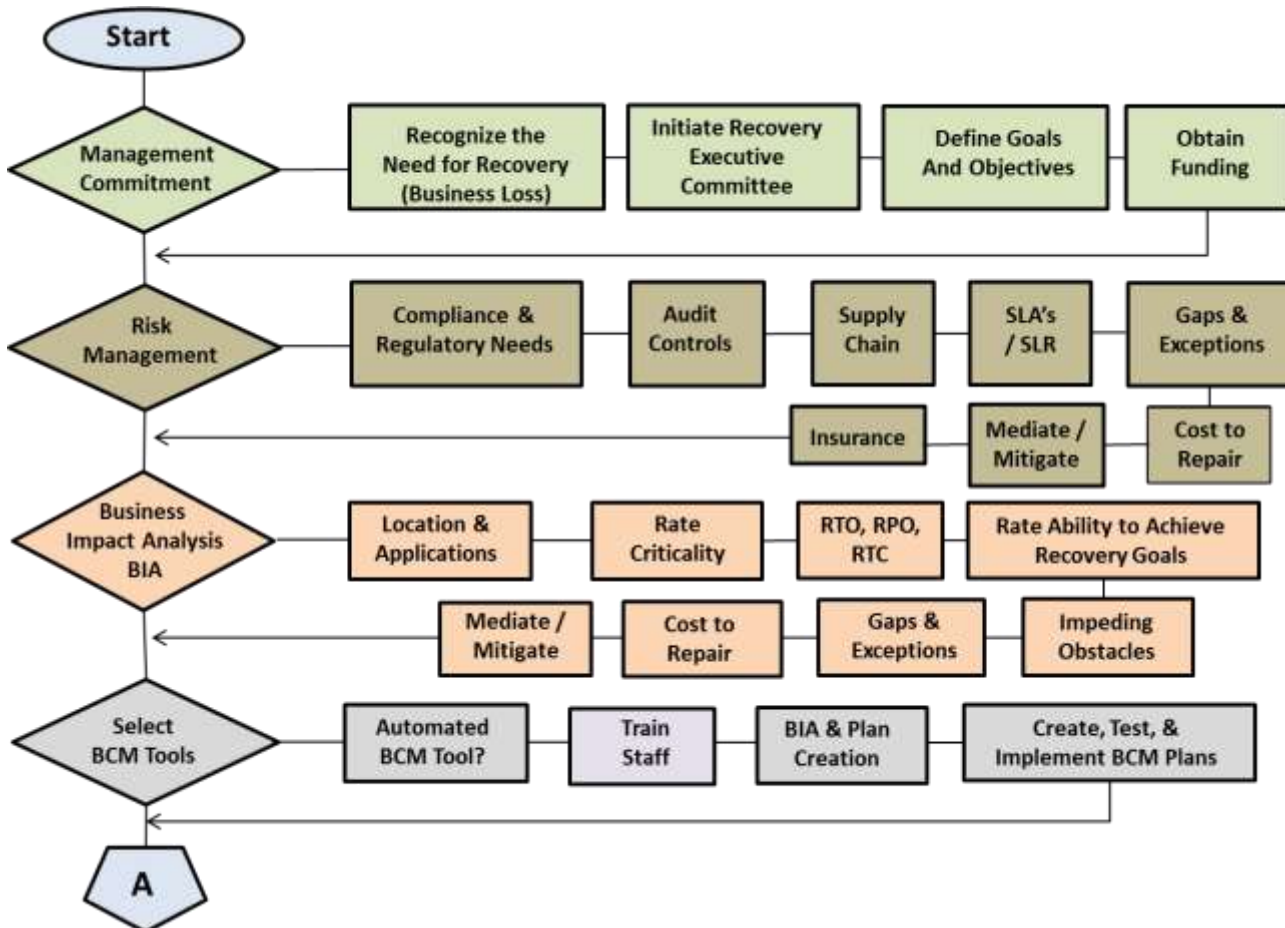 Start
Management
Commitment
Recognize the
Need for Recovery
(Business Loss)
Initiate Recovery
Executive
Committee
Define Goals
And Objectives
Obtain
Funding
Risk
Management
Compliance &
Regulatory Needs
Audit
Controls
Supply
Chain
SLA's
/ SLR
Gaps &
Exceptions
Insurance
Mediate /
Mitigate
Cost to
Repair
Business
Impact Analysis
BIA
Location &
Applications
Rate
Criticality
RTO, RPO,
RTC
Rate Ability to Achieve
Recovery Goals
Mediate /
Mitigate
Cost to
Repair
Gaps &
Exceptions
Impeding
Obstacles
Select
BCM Tools
Automated
BCM Tool?
Train
Staff
BIA & Plan
Creation
Create, Test, &
Implement BCM Plans
A